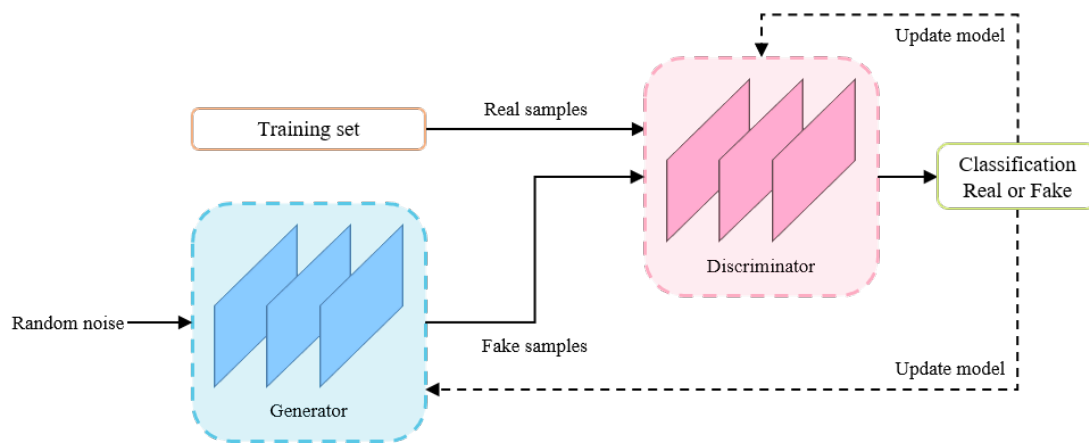 Update model
Real samples
Training set
Classification
Real or Fake
Discriminator
Random noise
Fake samples
Update model
Generator